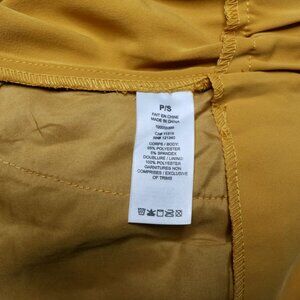 P/S
FAIT EN CHINE
MADE IN CHINA
CORPS / BODY:
95% POLYESTER
5% SPANDEX
DOUBLURE / LINING:
100% POLYESTER
GARNITURES NON
COMPRISES / EXCLUSIVE
OF TRIMS